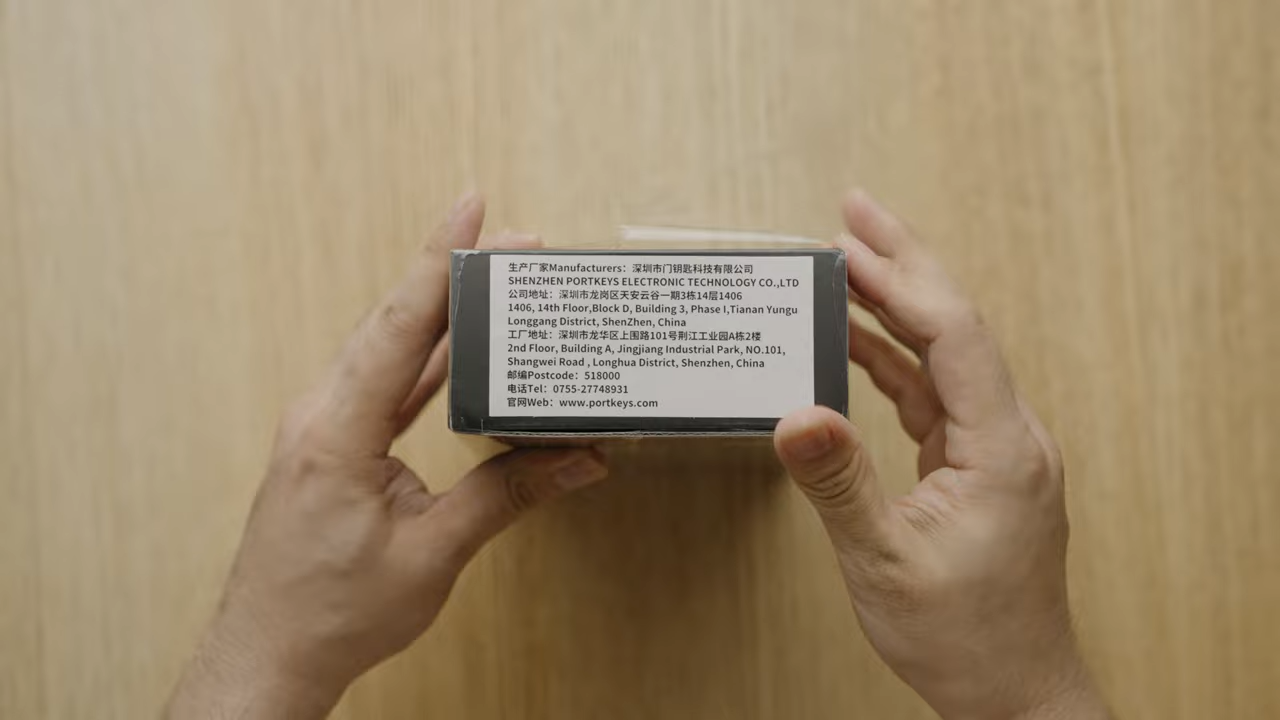 生产厂家Manufacturers：深圳市门钥匙科技有限公司
SHENZHEN PORTKEYS ELECTRONIC TECHNOLOGY CO.,LTD
公司地址：深圳市龙岗区天安云谷一期3栋14层1406
1406, 14th Floor,Block D, Building 3, Phase I,Tianan Yungu
Longgang District, ShenZhen, China
工厂地址：深圳市龙华区上围路101号荆江工业园A栋2楼
2nd Floor, Building A, Jingjiang Industrial Park, NO.101,
Shangwei Road , Longhua District, Shenzhen, China
邮编Postcode：518000
电话Tel：0755-27748931
官网Web：www.portkeys.com